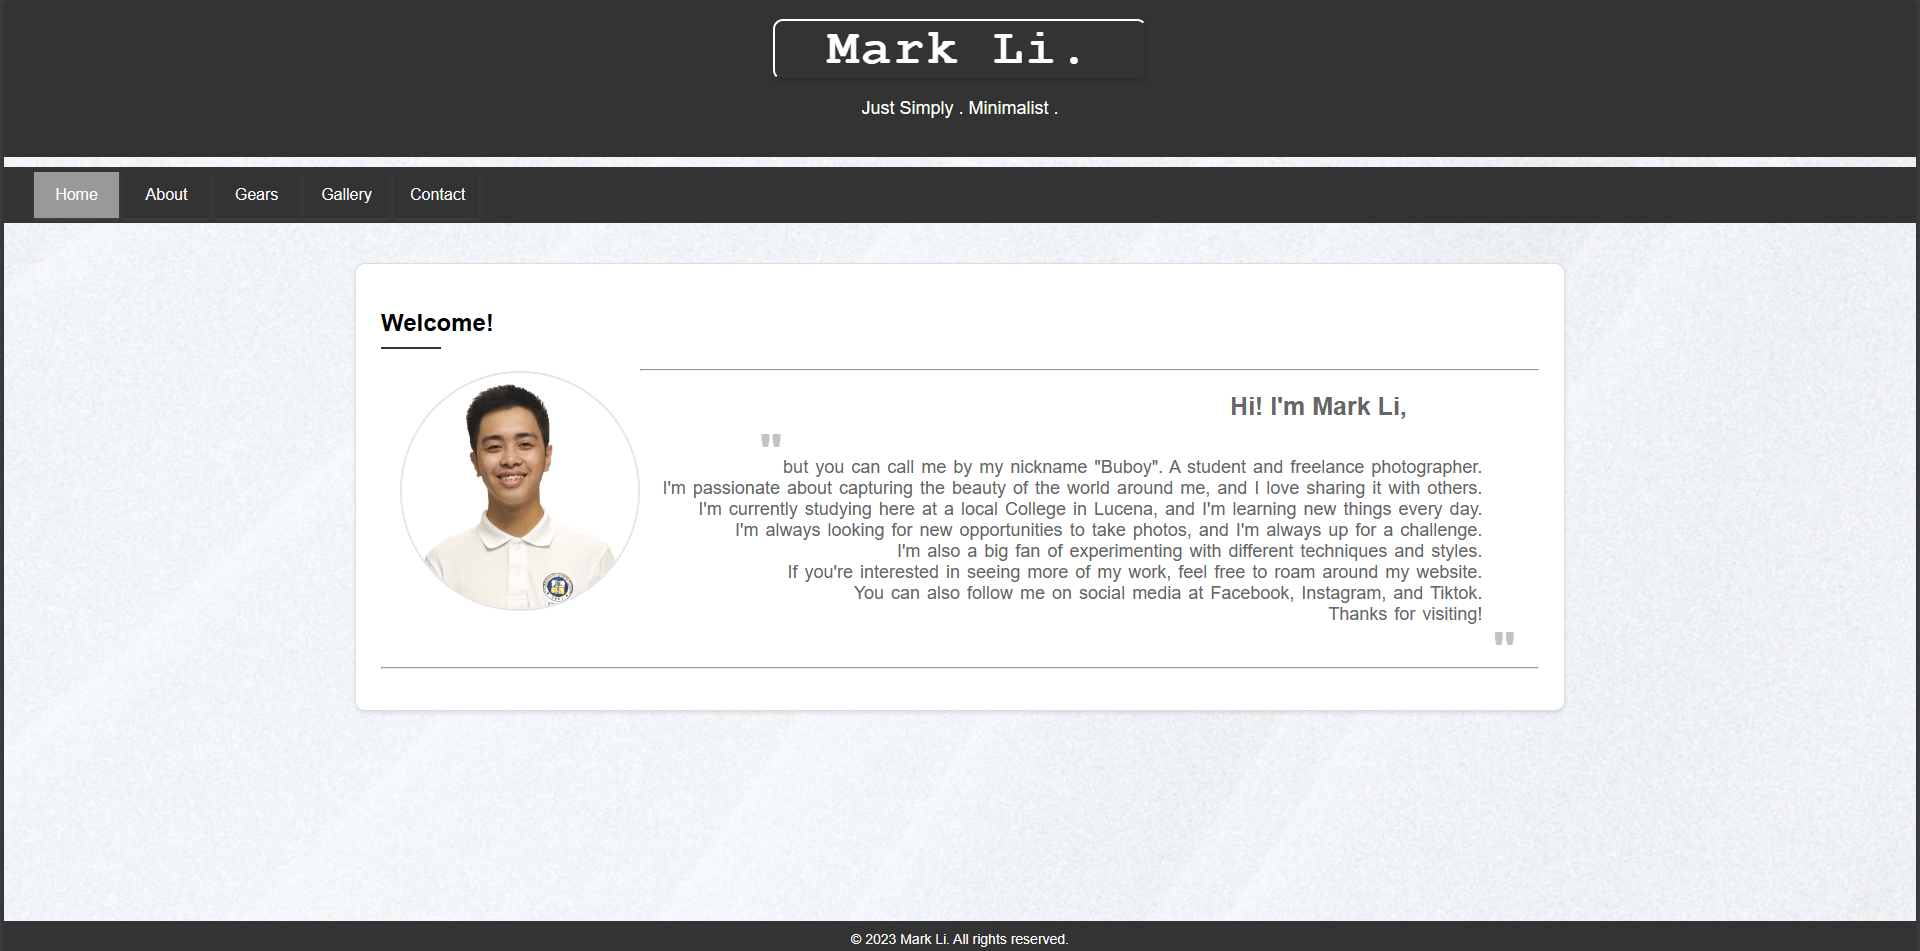 Mark Li.
Just Simply . Minimalist .
Home About Gears Gallery Contact
Welcome!
Hi! I'm Mark Li,
"
but you can call me by my nickname "Buboy". A student and freelance photographer.
I'm passionate about capturing the beauty of the world around me, and I love sharing it with others.
I'm currently studying here at a local College in Lucena, and I'm learning new things every day.
I'm always looking for new opportunities to take photos, and I'm always up for a challenge.
I'm also a big fan of experimenting with different techniques and styles.
If you're interested in seeing more of my work, feel free to roam around my website.
You can also follow me on social media at Facebook, Instagram, and Tiktok.
Thanks for visiting!
"
© 2023 Mark Li. All rights reserved.